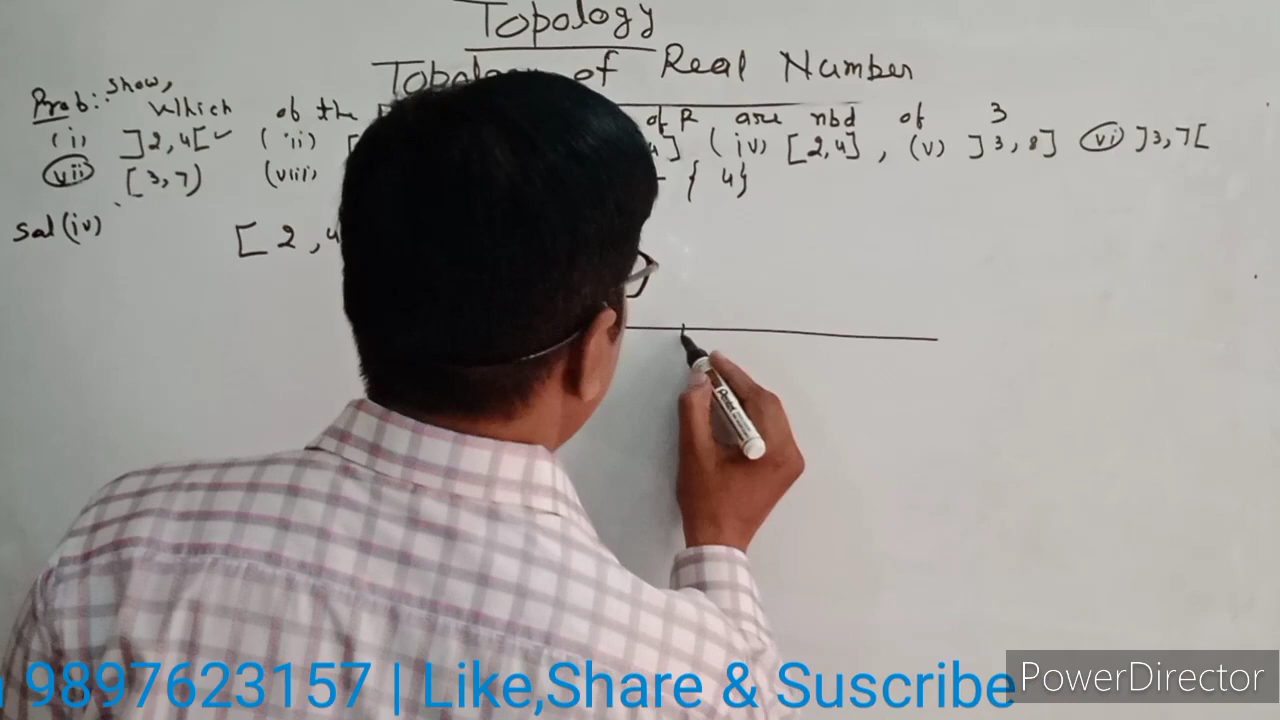 Topology
Topology of Real Number
Prob:- Show, Which of the of R are nbd of 3
(i) ]2,4[ ✓ (ii) [ 4] (iv) [2,4] , (v) ]3,8] (vi) ]3,7[
(vii) [3,7) (viii) - {4}
Sol (iv) [2,4
Pentel
9897623157 | Like,Share & Suscribe
PowerDirector